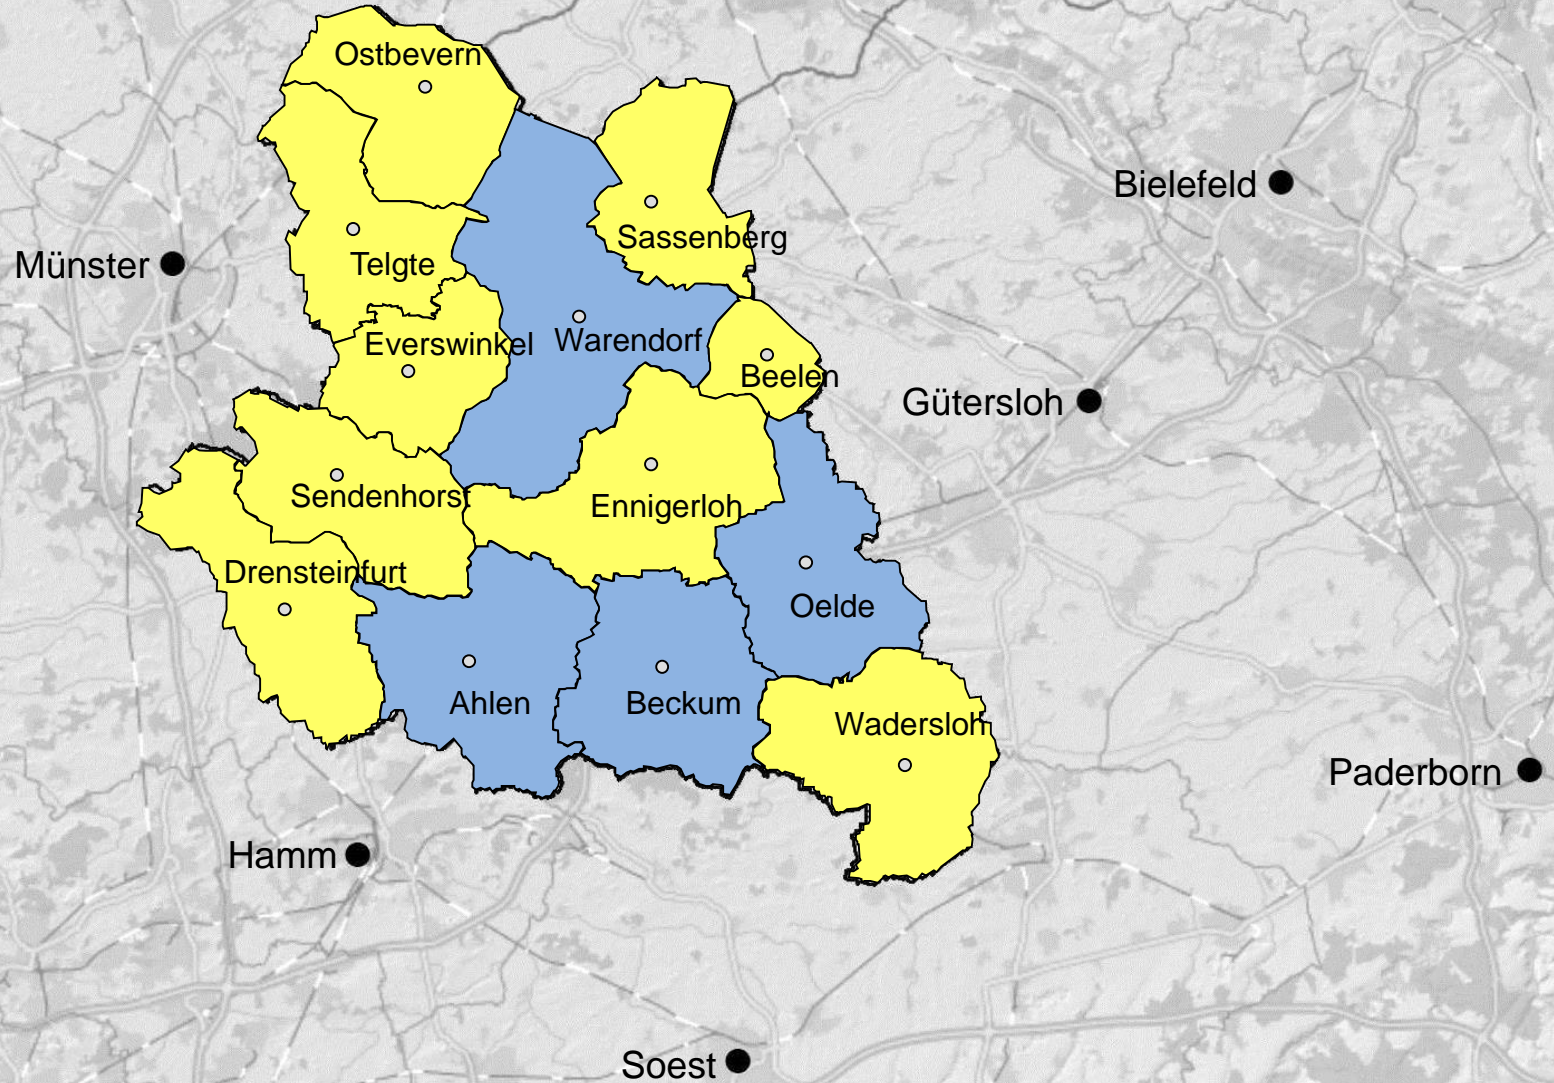 Ostbevern
Bielefeld
Sassenberg
Münster
Telgte
Everswinkel
Warendorf
Beelen
Gütersloh
Sendenhorst
Ennigerloh
Drensteinfurt
Oelde
Ahlen
Beckum
Wadersloh
Paderborn
Hamm
Soest